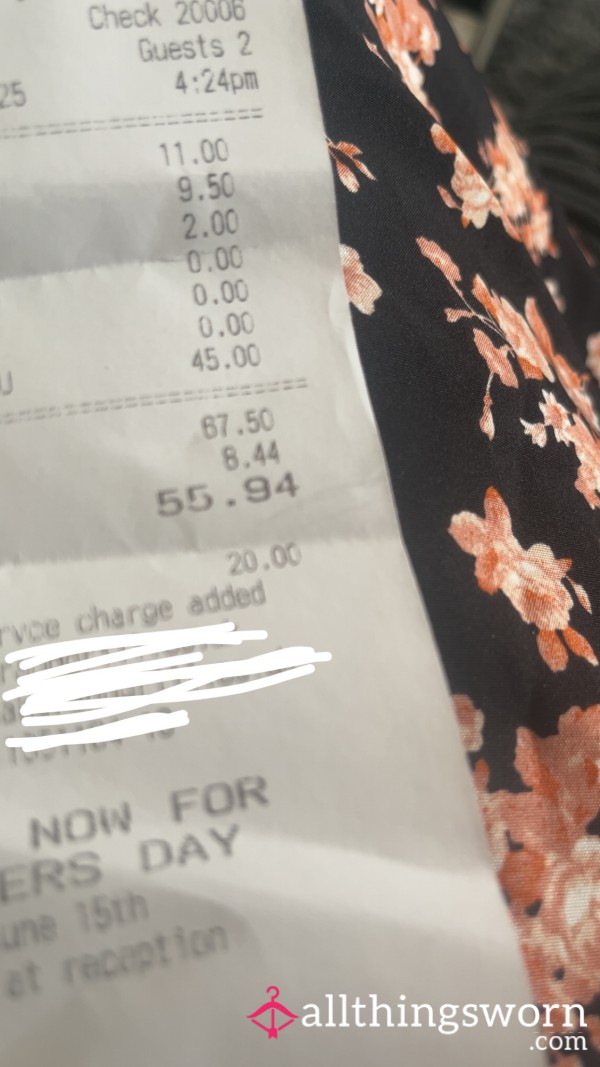 Check 20006
Guests 2
25 4:24pm
11.00
9.50
2.00
0.00
0.00
0.00
U 45.00
67.50
8.44
55.94
20.00
rvce charge added
NOW FOR
ERS DAY
une 15th
at reception
allthingsworn
.com